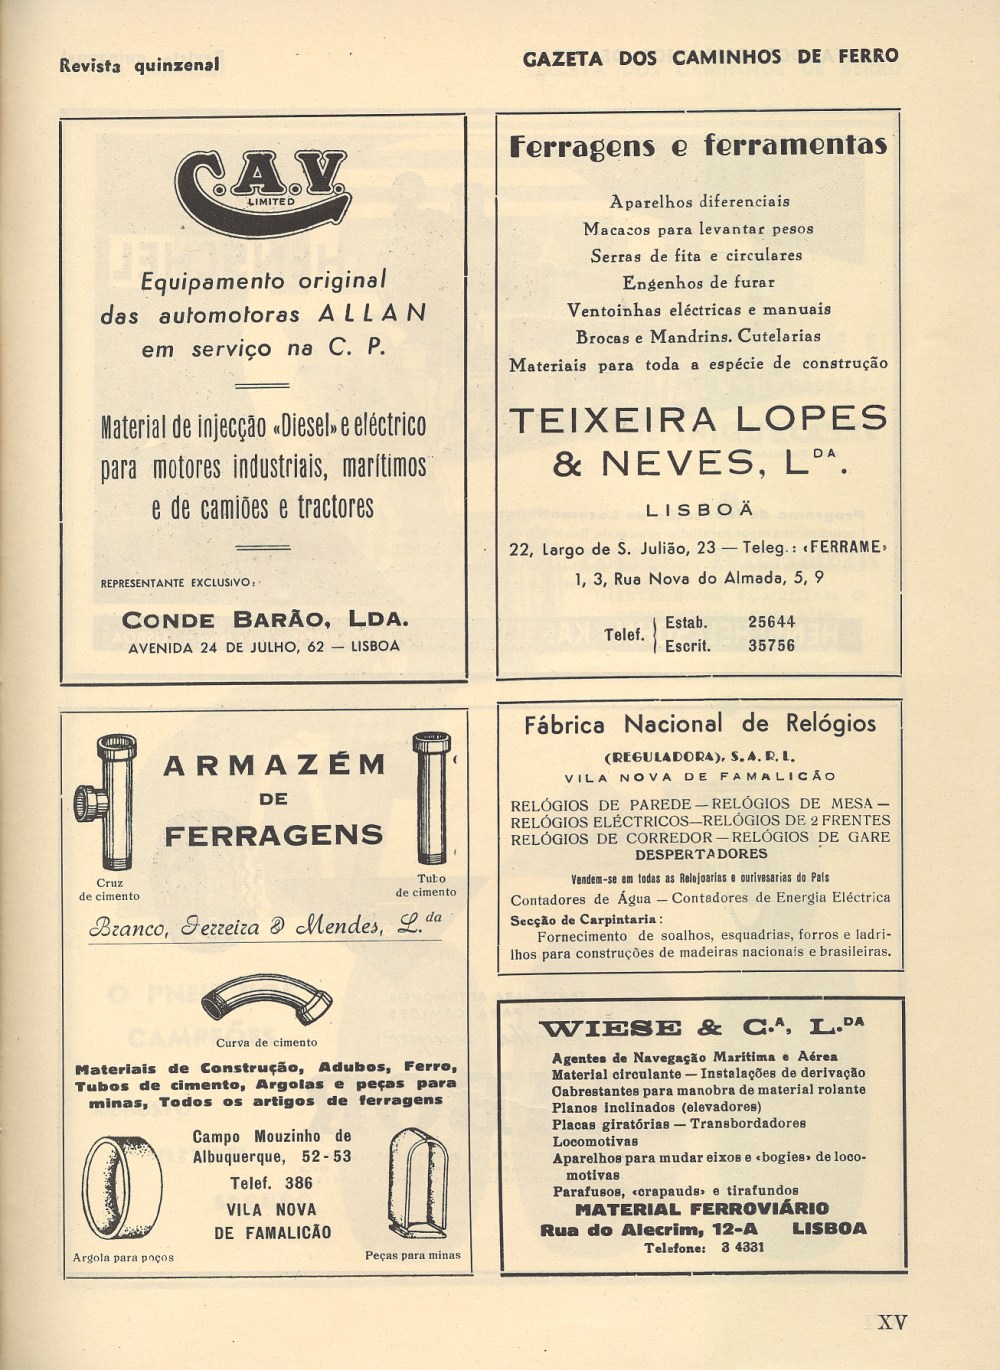 Revista quinzenal
GAZETA DOS CAMINHOS DE FERRO
C.A.V.
LIMITED
Equipamento original
das automotoras ALLAN
em serviço na C. P.
Material de injecção «Diesel» e eléctrico
para motores industriais, marítimos
e de camiões e tractores
REPRESENTANTE EXCLUSIVO:
CONDE BARÃO, LDA.
AVENIDA 24 DE JULHO, 62 — LISBOA
Ferragens e ferramentas
Aparelhos diferenciais
Macacos para levantar pesos
Serras de fita e circulares
Engenhos de furar
Ventoinhas eléctricas e manuais
Brocas e Mandrins. Cutelarias
Materiais para toda a espécie de construção
TEIXEIRA LOPES
& NEVES, L.DA.
LISBOA
22, Largo de S. Julião, 23 — Teleg.: «FERRAME»
1, 3, Rua Nova do Almada, 5, 9
Telef. { Estab. 25644
Escrit. 35756
ARMAZÉM
DE
FERRAGENS
Cruz
de cimento
Tubo
de cimento
Branco, Ferreira & Mendes, L.da
Curva de cimento
Materiais de Construção, Adubos, Ferro,
Tubos de cimento, Argolas e peças para
minas, Todos os artigos de ferragens
Campo Mouzinho de
Albuquerque, 52-53
Telef. 386
VILA NOVA
DE FAMALICÃO
Argola para poços
Peças para minas
Fábrica Nacional de Relógios
(REGULADORA), S. A. R. L.
VILA NOVA DE FAMALICÃO
RELÓGIOS DE PAREDE — RELÓGIOS DE MESA —
RELÓGIOS ELÉCTRICOS—RELÓGIOS DE 2 FRENTES
RELÓGIOS DE CORREDOR — RELÓGIOS DE GARE
DESPERTADORES
Vendem-se em todas as Relojoarias e ourivesarias do País
Contadores de Água — Contadores de Energia Eléctrica
Secção de Carpintaria:
Fornecimento de soalhos, esquadrias, forros e ladri-
lhos para construções de madeiras nacionais e brasileiras.
WIESE & C.A, L.DA
Agentes de Navegação Marítima e Aérea
Material circulante — Instalações de derivação
Cabrestantes para manobra de material rolante
Planos inclinados (elevadores)
Placas giratórias — Transbordadores
Locomotivas
Aparelhos para mudar eixos e «bogies» de loco-
motivas
Parafusos, «crapauds» e tirafundos
MATERIAL FERROVIÁRIO
Rua do Alecrim, 12-A LISBOA
Telefone: 3 4331
XV